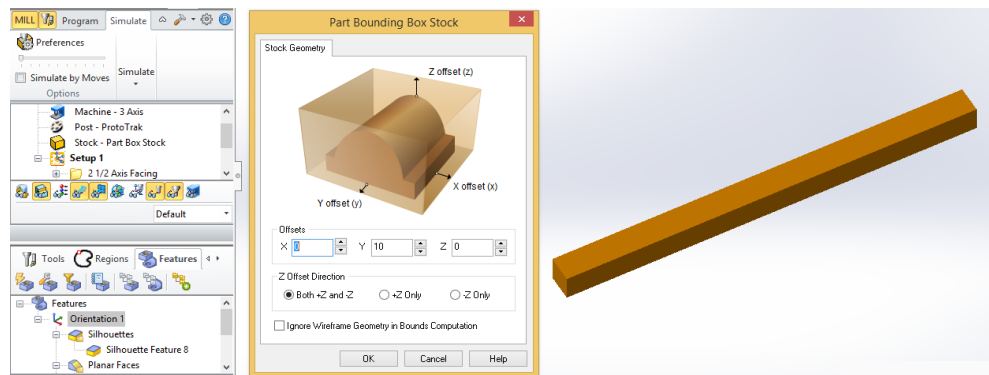 MILL Program Simulate
Preferences
Simulate by Moves
Simulate
Options
Machine - 3 Axis
Post - ProtoTrak
Stock - Part Box Stock
Setup 1
2 1/2 Axis Facing
Default
Tools Regions Features
Features
Orientation 1
Silhouettes
Silhouette Feature 8
Planar Faces
Part Bounding Box Stock
Stock Geometry
Z offset (z)
X offset (x)
Y offset (y)
Offsets
X 0 Y 10 Z 0
Z Offset Direction
Both +Z and -Z +Z Only -Z Only
Ignore Wireframe Geometry in Bounds Computation
OK Cancel Help